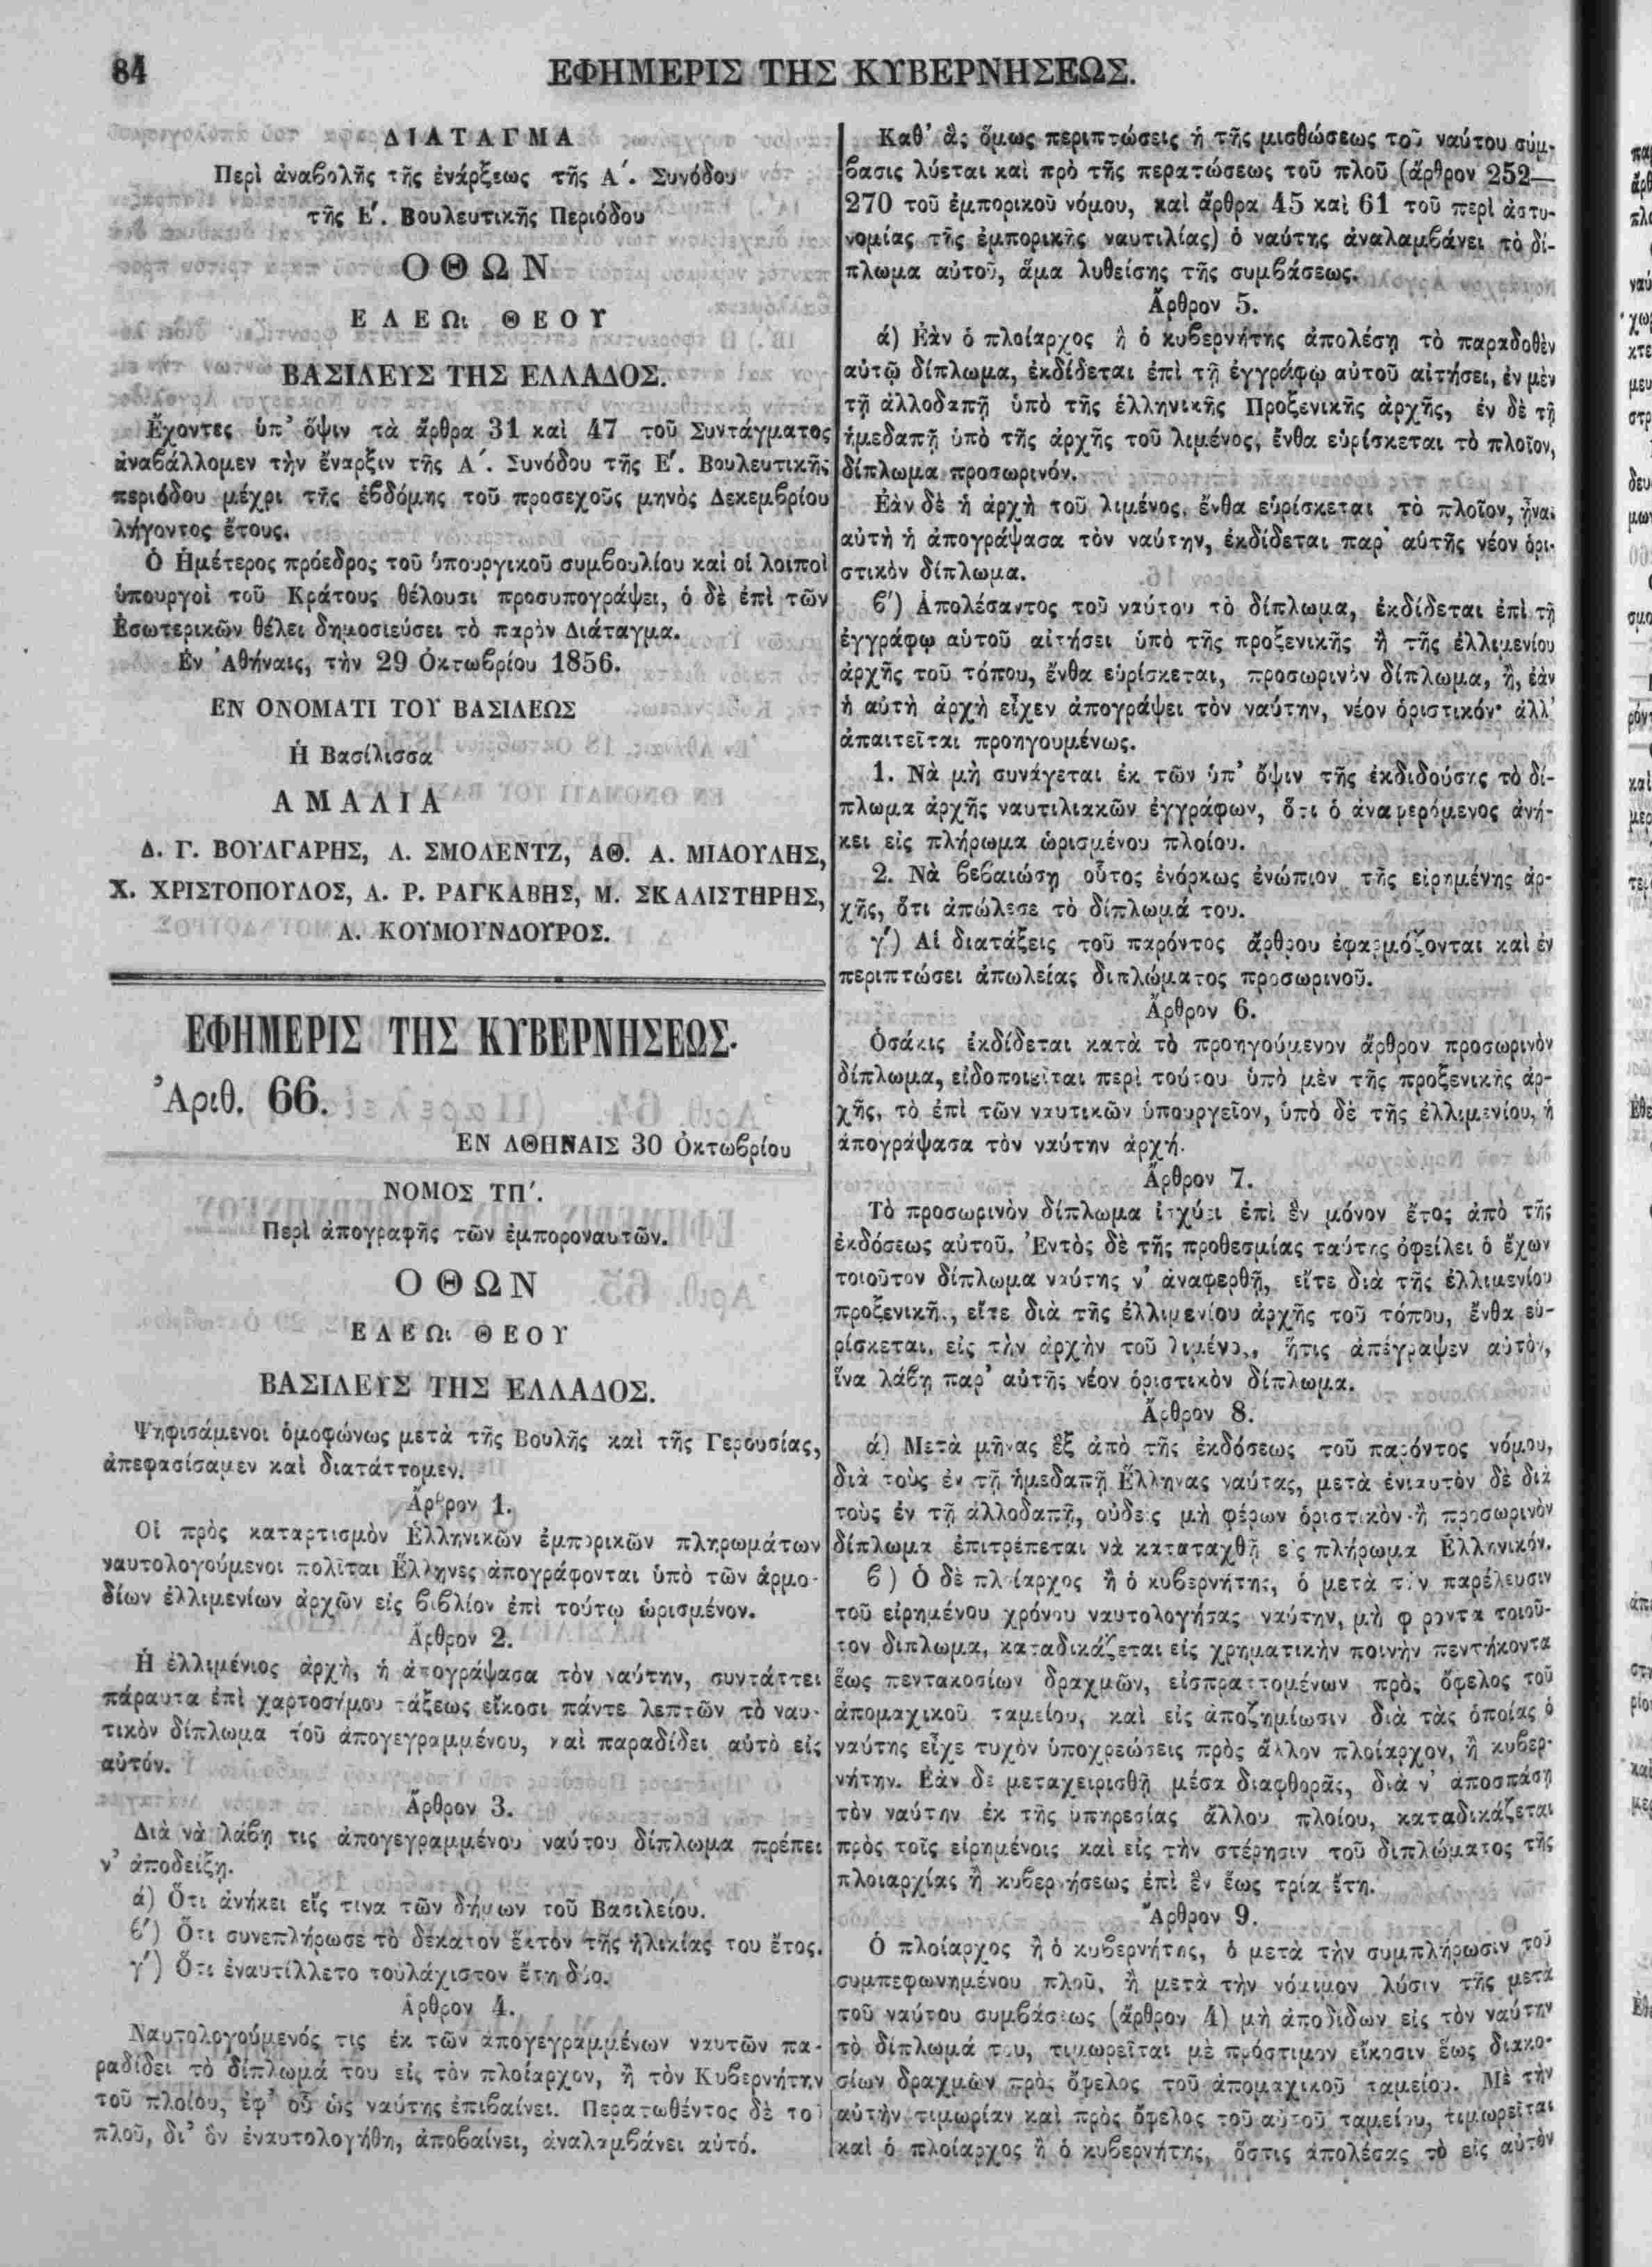 84
ΕΦΗΜΕΡΙΣ ΤΗΣ ΚΥΒΕΡΝΗΣΕΩΣ.
ΔΙΑΤΑΓΜΑ
Περὶ ἀναβολῆς τῆς ἐνάρξεως τῆς Α΄. Συνόδου
τῆς Ε΄. Βουλευτικῆς Περιόδου
ΟΘΩΝ
ΕΛΕΩι ΘΕΟΥ
ΒΑΣΙΛΕΥΣ ΤΗΣ ΕΛΛΑΔΟΣ.
Ἔχοντες ὑπ' ὄψιν τὰ ἄρθρα 31 καὶ 47 τοῦ Συντάγματος
ἀναβάλλομεν τὴν ἔναρξιν τῆς Α΄. Συνόδου τῆς Ε΄. Βουλευτικῆς
περιόδου μέχρι τῆς ἑβδόμης τοῦ προσεχοῦς μηνὸς Δεκεμβρίου
λήγοντος ἔτους.
Ὁ Ἡμέτερος πρόεδρος τοῦ ὑπουργικοῦ συμβουλίου καὶ οἱ λοιποὶ
ὑπουργοὶ τοῦ Κράτους θέλουσι προσυπογράψει, ὁ δὲ ἐπὶ τῶν
Ἐσωτερικῶν θέλει δημοσιεύσει τὸ παρὸν Διάταγμα.
Ἐν Ἀθήναις, τὴν 29 Ὀκτωβρίου 1856.
ΕΝ ΟΝΟΜΑΤΙ ΤΟΥ ΒΑΣΙΛΕΩΣ
Ἡ Βασίλισσα
ΑΜΑΛΙΑ
Δ. Γ. ΒΟΥΛΓΑΡΗΣ, Λ. ΣΜΟΛΕΝΤΖ, ΑΘ. Α. ΜΙΑΟΥΛΗΣ,
Χ. ΧΡΙΣΤΟΠΟΥΛΟΣ, Α. Ρ. ΡΑΓΚΑΒΗΣ, Μ. ΣΚΑΛΙΣΤΗΡΗΣ,
Α. ΚΟΥΜΟΥΝΔΟΥΡΟΣ.
ΕΦΗΜΕΡΙΣ ΤΗΣ ΚΥΒΕΡΝΗΣΕΩΣ.
Ἀριθ. 66.
ΕΝ ΑΘΗΝΑΙΣ 30 Ὀκτωβρίου
ΝΟΜΟΣ ΤΠ΄.
Περὶ ἀπογραφῆς τῶν ἐμποροναυτῶν.
ΟΘΩΝ
ΕΛΕΩι ΘΕΟΥ
ΒΑΣΙΛΕΥΣ ΤΗΣ ΕΛΛΑΔΟΣ.
Ψηφισάμενοι ὁμοφώνως μετὰ τῆς Βουλῆς καὶ τῆς Γερουσίας,
ἀπεφασίσαμεν καὶ διατάττομεν.
Ἄρθρον 1.
Οἱ πρὸς καταρτισμὸν Ἑλληνικῶν ἐμπορικῶν πληρωμάτων
ναυτολογούμενοι πολῖται Ἕλληνες ἀπογράφονται ὑπὸ τῶν ἁρμο-
δίων ἐλλιμενίων ἀρχῶν εἰς βιβλίον ἐπὶ τούτῳ ὡρισμένον.
Ἄρθρον 2.
Ἡ ἐλλιμένιος ἀρχὴ, ἡ ἀπογράψασα τὸν ναύτην, συντάττει
πάραυτα ἐπὶ χαρτοσήμου τάξεως εἴκοσι πάντε λεπτῶν τὸ ναυ-
τικὸν δίπλωμα τοῦ ἀπογεγραμμένου, καὶ παραδίδει αὐτὸ εἰς
αὐτόν.
Ἄρθρον 3.
Διὰ νὰ λάβῃ τις ἀπογεγραμμένου ναύτου δίπλωμα πρέπει
ν' ἀποδείξῃ.
ά) Ὅτι ἀνήκει εἴς τινα τῶν δήμων τοῦ Βασιλείου.
β') Ὅτι συνεπλήρωσε τὸ δέκατον ἕκτον τῆς ἡλικίας του ἔτος.
γ') Ὅτι ἐναυτίλλετο τοὐλάχιστον ἔτη δύο.
Ἄρθρον 4.
Ναυτολογούμενός τις ἐκ τῶν ἀπογεγραμμένων ναυτῶν πα-
ραδίδει τὸ δίπλωμά του εἰς τὸν πλοίαρχον, ἢ τὸν Κυβερνήτην
τοῦ πλοίου, ἐφ' οὗ ὡς ναύτης ἐπιβαίνει. Περατωθέντος δὲ τοῦ
πλοῦ, δι' ὃν ἐναυτολογήθη, ἀποβαίνει, ἀναλαμβάνει αὐτό.
Καθ' ἃς ὅμως περιπτώσεις ἡ τῆς μισθώσεως τοῦ ναύτου σύμ-
βασις λύεται καὶ πρὸ τῆς περατώσεως τοῦ πλοῦ (ἄρθρον 252—
270 τοῦ ἐμπορικοῦ νόμου, καὶ ἄρθρα 45 καὶ 61 τοῦ περὶ ἀστυ-
νομίας τῆς ἐμπορικῆς ναυτιλίας) ὁ ναύτης ἀναλαμβάνει τὸ δί-
πλωμα αὐτοῦ, ἅμα λυθείσης τῆς συμβάσεως.
Ἄρθρον 5.
ά) Ἐὰν ὁ πλοίαρχος ἢ ὁ κυβερνήτης ἀπολέσῃ τὸ παραδοθὲν
αὐτῷ δίπλωμα, ἐκδίδεται ἐπὶ τῇ ἐγγράφῳ αὐτοῦ αἰτήσει, ἐν μὲν
τῇ ἀλλοδαπῇ ὑπὸ τῆς ἑλληνικῆς Προξενικῆς ἀρχῆς, ἐν δὲ τῇ
ἡμεδαπῇ ὑπὸ τῆς ἀρχῆς τοῦ λιμένος, ἔνθα εὑρίσκεται τὸ πλοῖον,
δίπλωμα προσωρινόν.
Ἐὰν δὲ ἡ ἀρχὴ τοῦ λιμένος, ἔνθα εὑρίσκεται τὸ πλοῖον, ἦναι
αὐτὴ ἡ ἀπογράψασα τὸν ναύτην, ἐκδίδεται παρ' αὐτῆς νέον ὁρι-
στικὸν δίπλωμα.
β') Ἀπολέσαντος τοῦ ναύτου τὸ δίπλωμα, ἐκδίδεται ἐπὶ τῇ
ἐγγράφῳ αὐτοῦ αἰτήσει ὑπὸ τῆς προξενικῆς ἢ τῆς ἐλλιμενίου
ἀρχῆς τοῦ τόπου, ἔνθα εὑρίσκεται, προσωρινὸν δίπλωμα, ἢ, ἐὰν
ἡ αὐτὴ ἀρχὴ εἶχεν ἀπογράψει τὸν ναύτην, νέον ὁριστικόν· ἀλλ'
ἀπαιτεῖται προηγουμένως.
1. Νὰ μὴ συνάγεται ἐκ τῶν ὑπ' ὄψιν τῆς ἐκδιδούσης τὸ δί-
πλωμα ἀρχῆς ναυτιλιακῶν ἐγγράφων, ὅτι ὁ ἀναφερόμενος ἀνή-
κει εἰς πλήρωμα ὡρισμένου πλοίου.
2. Νὰ βεβαιώσῃ οὗτος ἐνόρκως ἐνώπιον τῆς εἰρημένης ἀρ-
χῆς, ὅτι ἀπώλεσε τὸ δίπλωμά του.
γ') Αἱ διατάξεις τοῦ παρόντος ἄρθρου ἐφαρμόζονται καὶ ἐν
περιπτώσει ἀπωλείας διπλώματος προσωρινοῦ.
Ἄρθρον 6.
Ὁσάκις ἐκδίδεται κατὰ τὸ προηγούμενον ἄρθρον προσωρινὸν
δίπλωμα, εἰδοποιεῖται περὶ τούτου ὑπὸ μὲν τῆς προξενικῆς ἀρ-
χῆς, τὸ ἐπὶ τῶν ναυτικῶν ὑπουργεῖον, ὑπὸ δὲ τῆς ἐλλιμενίου, ἡ
ἀπογράψασα τὸν ναύτην ἀρχή.
Ἄρθρον 7.
Τὸ προσωρινὸν δίπλωμα ἰσχύει ἐπὶ ἓν μόνον ἔτος ἀπὸ τῆς
ἐκδόσεως αὐτοῦ. Ἐντὸς δὲ τῆς προθεσμίας ταύτης ὀφείλει ὁ ἔχων
τοιοῦτον δίπλωμα ναύτης ν' ἀναφερθῇ, εἴτε διὰ τῆς ἐλλιμενίου
προξενικῆς, εἴτε διὰ τῆς ἐλλιμενίου ἀρχῆς τοῦ τόπου, ἔνθα εὑ-
ρίσκεται, εἰς τὴν ἀρχὴν τοῦ λιμένος, ἥτις ἀπέγραψεν αὐτὸν,
ἵνα λάβῃ παρ' αὐτῆς νέον ὁριστικὸν δίπλωμα.
Ἄρθρον 8.
ά) Μετὰ μῆνας ἓξ ἀπὸ τῆς ἐκδόσεως τοῦ παρόντος νόμου,
διὰ τοὺς ἐν τῇ ἡμεδαπῇ Ἕλληνας ναύτας, μετὰ ἐνιαυτὸν δὲ διὰ
τοὺς ἐν τῇ ἀλλοδαπῇ, οὐδεὶς μὴ φέρων ὁριστικὸν ἢ προσωρινὸν
δίπλωμα ἐπιτρέπεται νὰ καταταχθῇ εἰς πλήρωμα Ἑλληνικόν.
β) Ὁ δὲ πλοίαρχος ἢ ὁ κυβερνήτης, ὁ μετὰ τὴν παρέλευσιν
τοῦ εἰρημένου χρόνου ναυτολογήσας ναύτην, μὴ φέροντα τοιοῦ-
τον δίπλωμα, καταδικάζεται εἰς χρηματικὴν ποινὴν πεντήκοντα
ἕως πεντακοσίων δραχμῶν, εἰσπραττομένων πρὸς ὄφελος τοῦ
ἀπομαχικοῦ ταμείου, καὶ εἰς ἀποζημίωσιν διὰ τὰς ὁποίας ὁ
ναύτης εἶχε τυχὸν ὑποχρεώσεις πρὸς ἄλλον πλοίαρχον, ἢ κυβερ-
νήτην. Ἐὰν δὲ μεταχειρισθῇ μέσα διαφθορᾶς, διὰ ν' ἀποσπάσῃ
τὸν ναύτην ἐκ τῆς ὑπηρεσίας ἄλλου πλοίου, καταδικάζεται
πρὸς τοῖς εἰρημένοις καὶ εἰς τὴν στέρησιν τοῦ διπλώματος τῆς
πλοιαρχίας ἢ κυβερνήσεως ἐπὶ ἓν ἕως τρία ἔτη.
Ἄρθρον 9.
Ὁ πλοίαρχος ἢ ὁ κυβερνήτης, ὁ μετὰ τὴν συμπλήρωσιν τοῦ
συμπεφωνημένου πλοῦ, ἢ μετὰ τὴν νόμιμον λύσιν τῆς μετὰ
τοῦ ναύτου συμβάσεως (ἄρθρον 4) μὴ ἀποδίδων εἰς τὸν ναύτην
τὸ δίπλωμά του, τιμωρεῖται μὲ πρόστιμον εἴκοσιν ἕως διακο-
σίων δραχμῶν πρὸς ὄφελος τοῦ ἀπομαχικοῦ ταμείου. Μὲ τὴν
αὐτὴν τιμωρίαν καὶ πρὸς ὄφελος τοῦ αὐτοῦ ταμείου, τιμωρεῖται
καὶ ὁ πλοίαρχος ἢ ὁ κυβερνήτης, ὅστις ἀπολέσας τὸ εἰς αὐτὸν